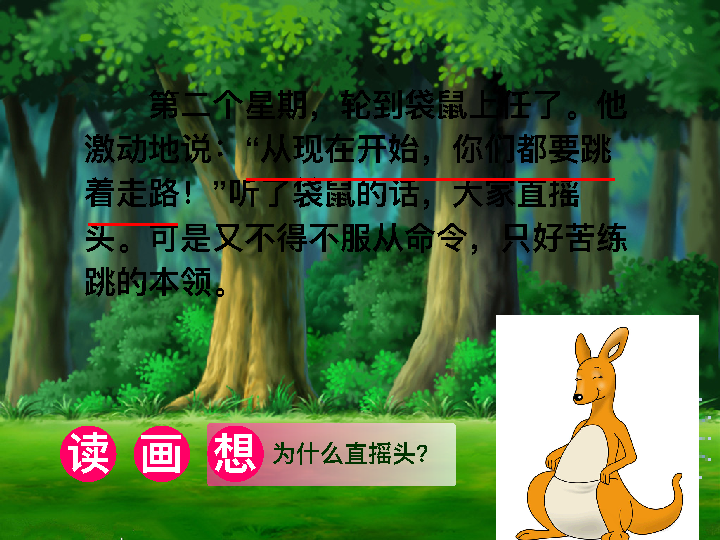 第二个星期，轮到袋鼠上任了。他
激动地说：“从现在开始，你们都要跳
着走路！”听了袋鼠的话，大家直摇
头。可是又不得不服从命令，只好苦练
跳的本领。
读 画 想 为什么直摇头？